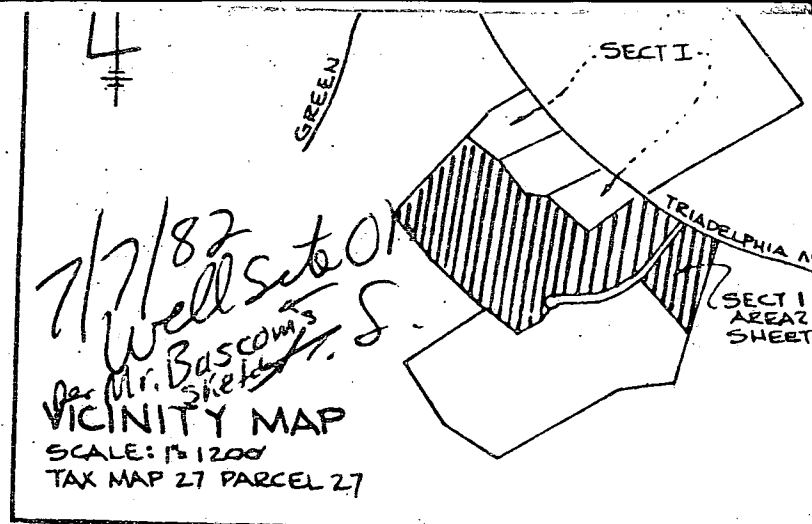 4
GREEN
SECT I
TRIADELPHIA
SECT I
AREA 2
SHEET
7/7/82
Well Site OK
per Mr. Bascom's
sketch
VICINITY MAP
SCALE: 1"=1200'
TAX MAP 27 PARCEL 27